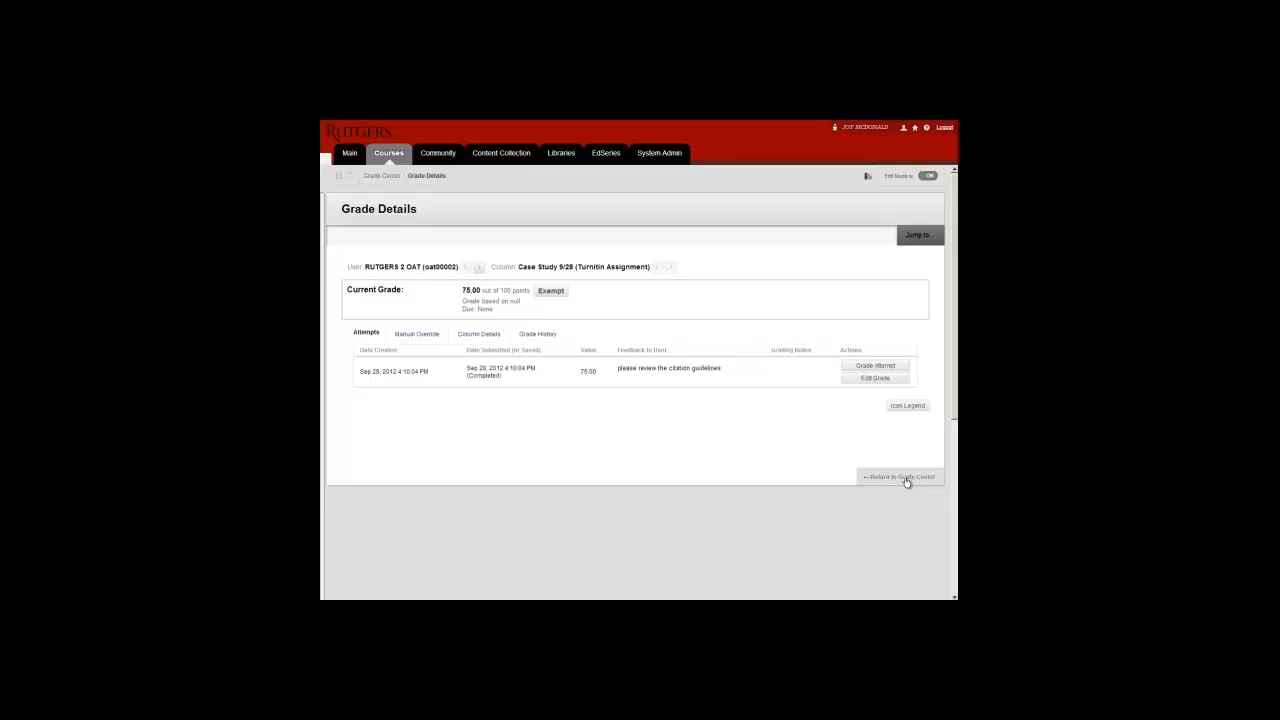 RUTGERS
JOY MCDONALD
Logout
Main
Courses
Community
Content Collection
Libraries
EdSeries
System Admin
Grade Center
Grade Details
Edit Mode is:
ON
Grade Details
Jump to...
User RUTGERS 2 OAT (oat00002)
Column Case Study 9/28 (Turnitin Assignment)
Current Grade:
75.00 out of 100 points
Exempt
Grade based on null
Due: None
Attempts
Manual Override
Column Details
Grade History
Date Created
Date Submitted (or Saved)
Value
Feedback to User
Grading Notes
Actions
Sep 28, 2012 4:10:04 PM
Sep 28, 2012 4:10:04 PM
(Completed)
75.00
please review the citation guidelines
Grade Attempt
Edit Grade
Icon Legend
Return to Grade Center